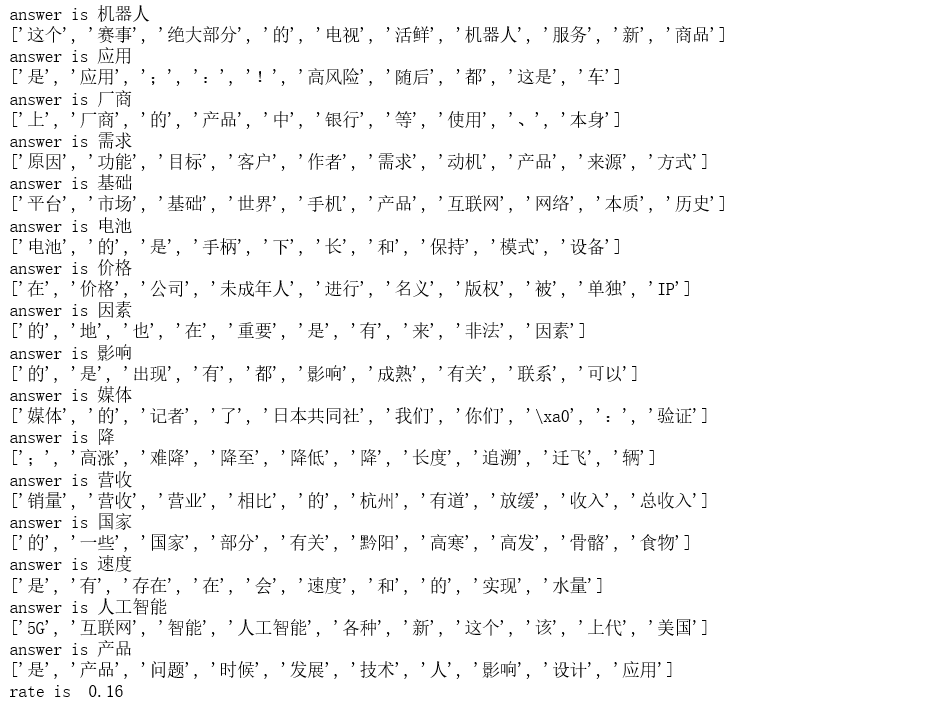 answer is 机器人
['这个', '赛事', '绝大部分', '的', '电视', '活鲜', '机器人', '服务', '新', '商品']
answer is 应用
['是', '应用', '；', '：', '！', '高风险', '随后', '都', '这是', '车']
answer is 厂商
['上', '厂商', '的', '产品', '中', '银行', '等', '使用', '、', '本身']
answer is 需求
['原因', '功能', '目标', '客户', '作者', '需求', '动机', '产品', '来源', '方式']
answer is 基础
['平台', '市场', '基础', '世界', '手机', '产品', '互联网', '网络', '本质', '历史']
answer is 电池
['电池', '的', '是', '手柄', '下', '长', '和', '保持', '模式', '设备']
answer is 价格
['在', '价格', '公司', '未成年人', '进行', '名义', '版权', '被', '单独', 'IP']
answer is 因素
['的', '地', '也', '在', '重要', '是', '有', '来', '非法', '因素']
answer is 影响
['的', '是', '出现', '有', '都', '影响', '成熟', '有关', '联系', '可以']
answer is 媒体
['媒体', '的', '记者', '了', '日本共同社', '我们', '你们', '\xa0', '：', '验证']
answer is 降
['；', '高涨', '难降', '降至', '降低', '降', '长度', '追溯', '迁飞', '辆']
answer is 营收
['销量', '营收', '营业', '相比', '的', '杭州', '有道', '放缓', '收入', '总收入']
answer is 国家
['的', '一些', '国家', '部分', '有关', '黔阳', '高寒', '高发', '骨骼', '食物']
answer is 速度
['是', '有', '存在', '在', '会', '速度', '和', '的', '实现', '水量']
answer is 人工智能
['5G', '互联网', '智能', '人工智能', '各种', '新', '这个', '该', '上代', '美国']
answer is 产品
['是', '产品', '问题', '时候', '发展', '技术', '人', '影响', '设计', '应用']
rate is  0.16